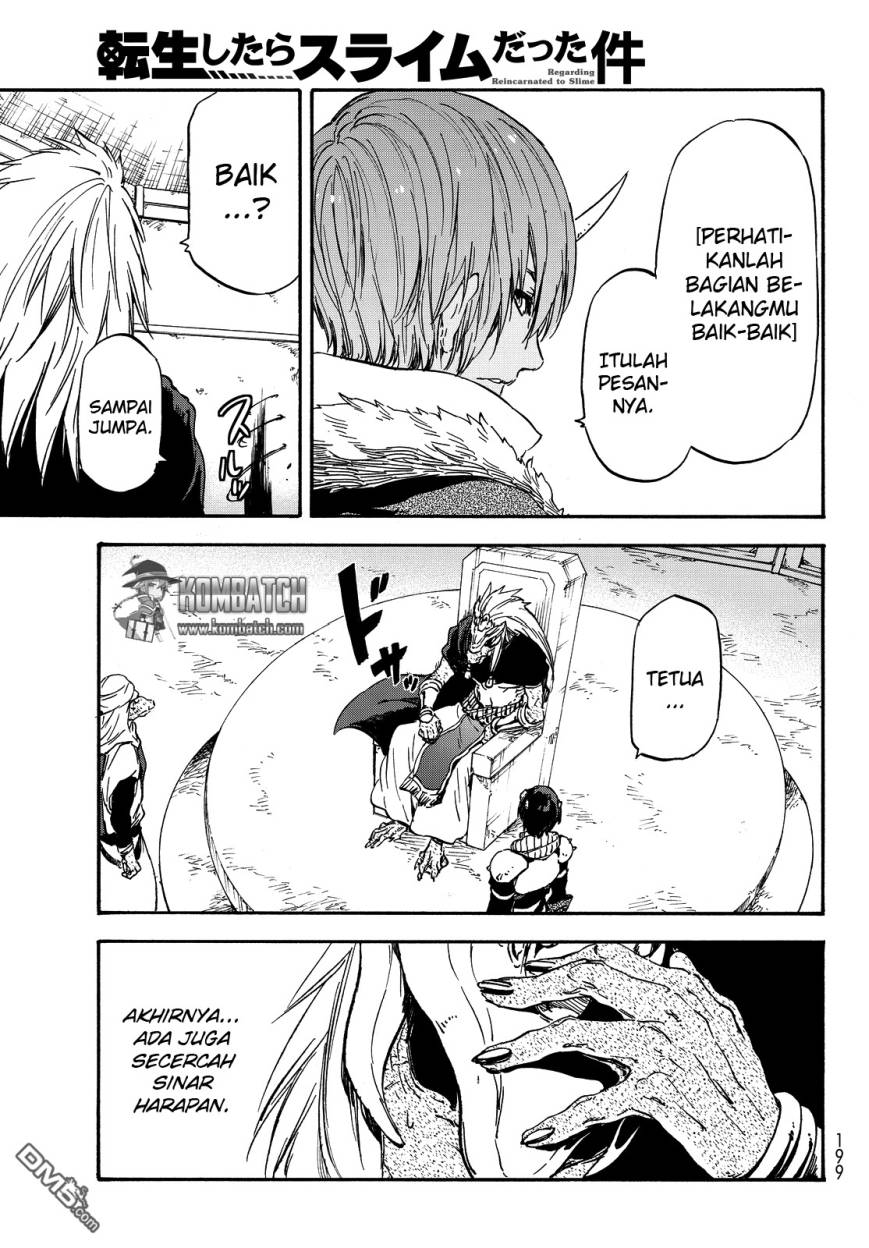 転生したらスライムだった件
Regarding
Reincarnated to Slime
[PERHATI-
KANLAH
BAGIAN BE-
LAKANGMU
BAIK-BAIK]
ITULAH
PESAN-
NYA.
BAIK
...?
SAMPAI
JUMPA.
ズルッ
KOMBATCH
www.kombatch.com
ドサッ
TETUA
...
AKHIRNYA...
ADA JUGA
SECERCAH
SINAR
HARAPAN.
199
DM5.com